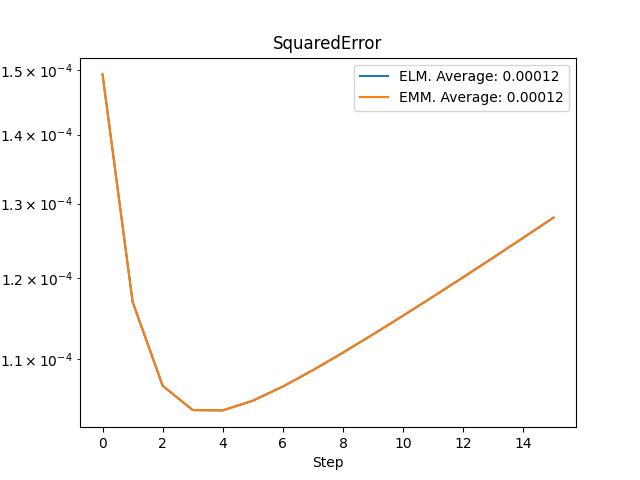 SquaredError
ELM. Average: 0.00012
EMM. Average: 0.00012
1.5 × 10⁻⁴
1.4 × 10⁻⁴
1.3 × 10⁻⁴
1.2 × 10⁻⁴
1.1 × 10⁻⁴
0 2 4 6 8 10 12 14
Step